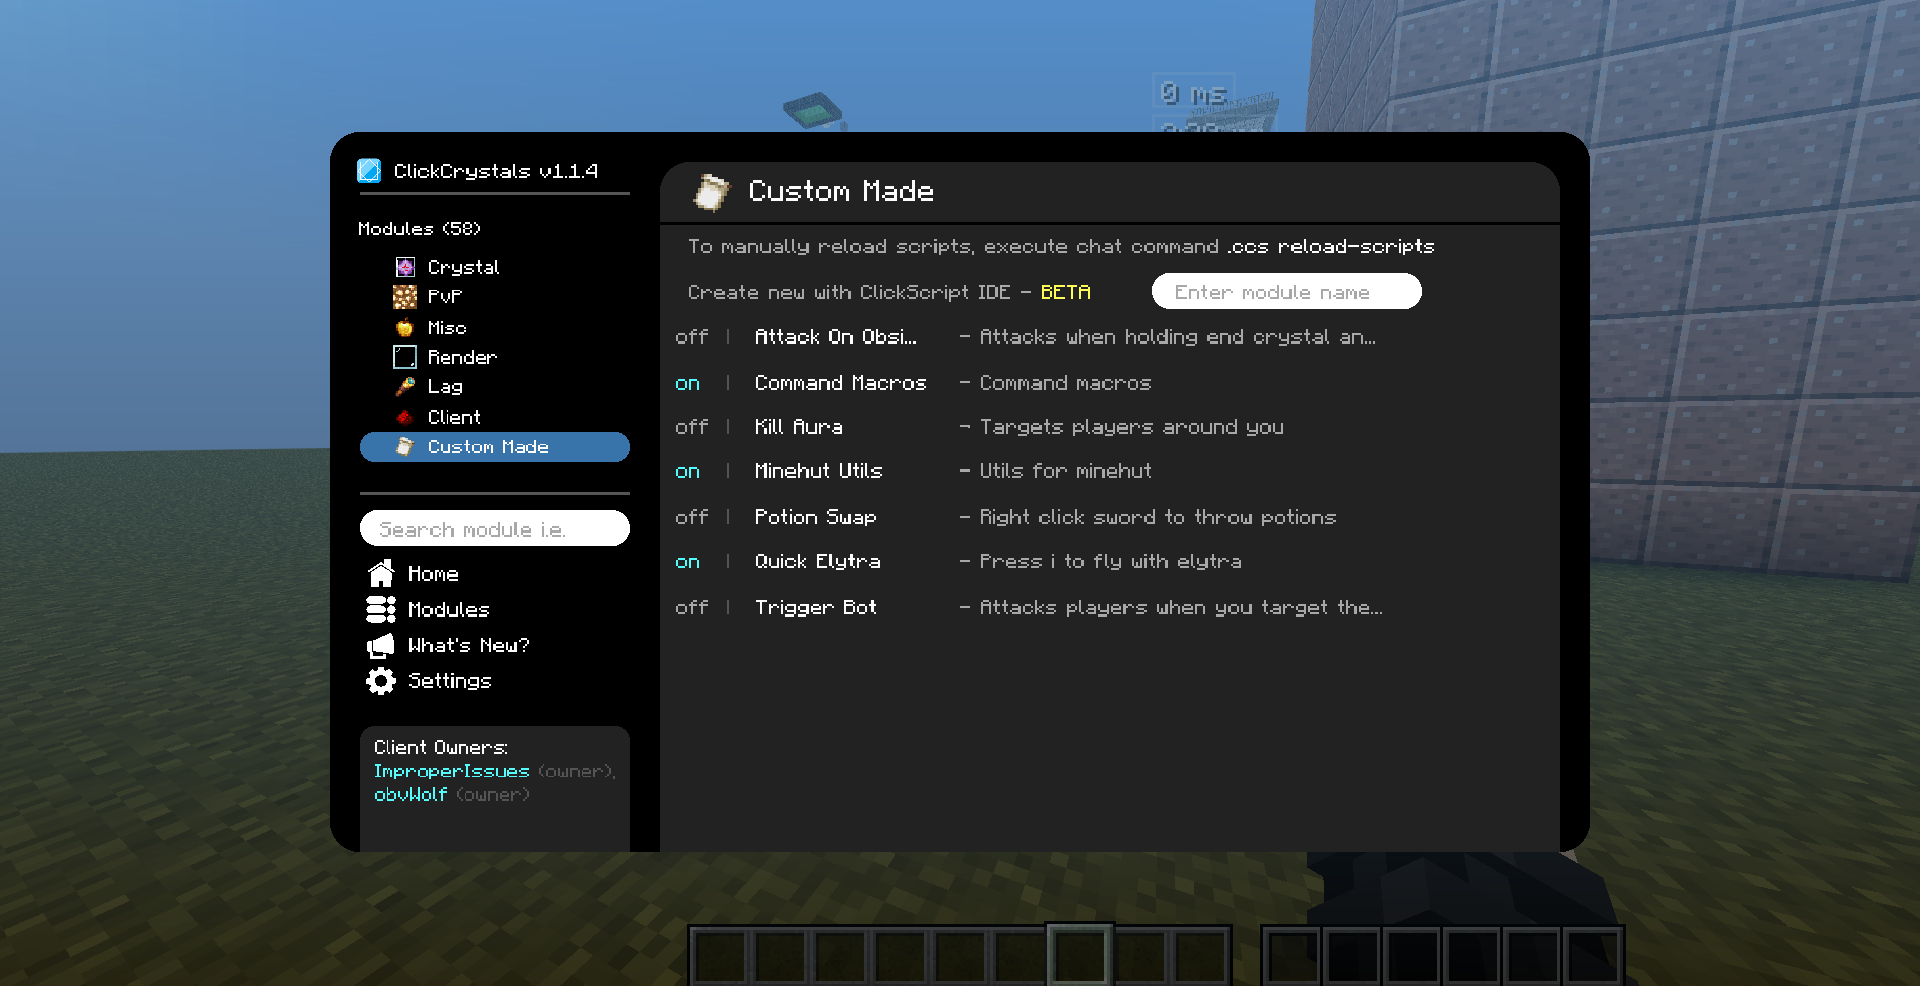 0 ms
ClickCrystals v1.1.4
Modules (58)
Crystal
PvP
Misc
Render
Lag
Client
Custom Made
Search module i.e.
Home
Modules
What's New?
Settings
Client Owners:
ImproperIssues (owner),
obvWolf (owner)
Custom Made
To manually reload scripts, execute chat command .ccs reload-scripts
Create new with ClickScript IDE - BETA
Enter module name
off | Attack On Obsi... - Attacks when holding end crystal an...
on | Command Macros - Command macros
off | Kill Aura - Targets players around you
on | Minehut Utils - Utils for minehut
off | Potion Swap - Right click sword to throw potions
on | Quick Elytra - Press i to fly with elytra
off | Trigger Bot - Attacks players when you target the...